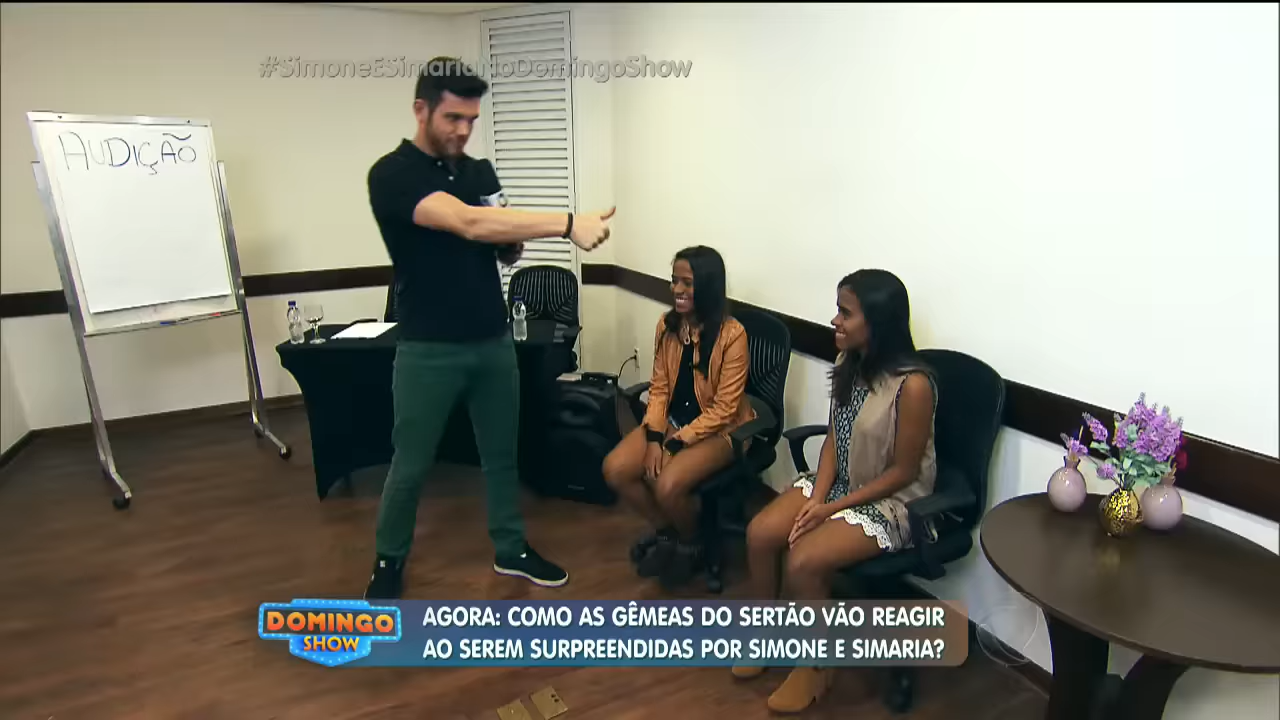 #SimoneESimariaNoDomingoShow
AUDIÇÃO
DOMINGO
SHOW
AGORA: COMO AS GÊMEAS DO SERTÃO VÃO REAGIR
AO SEREM SURPREENDIDAS POR SIMONE E SIMARIA?